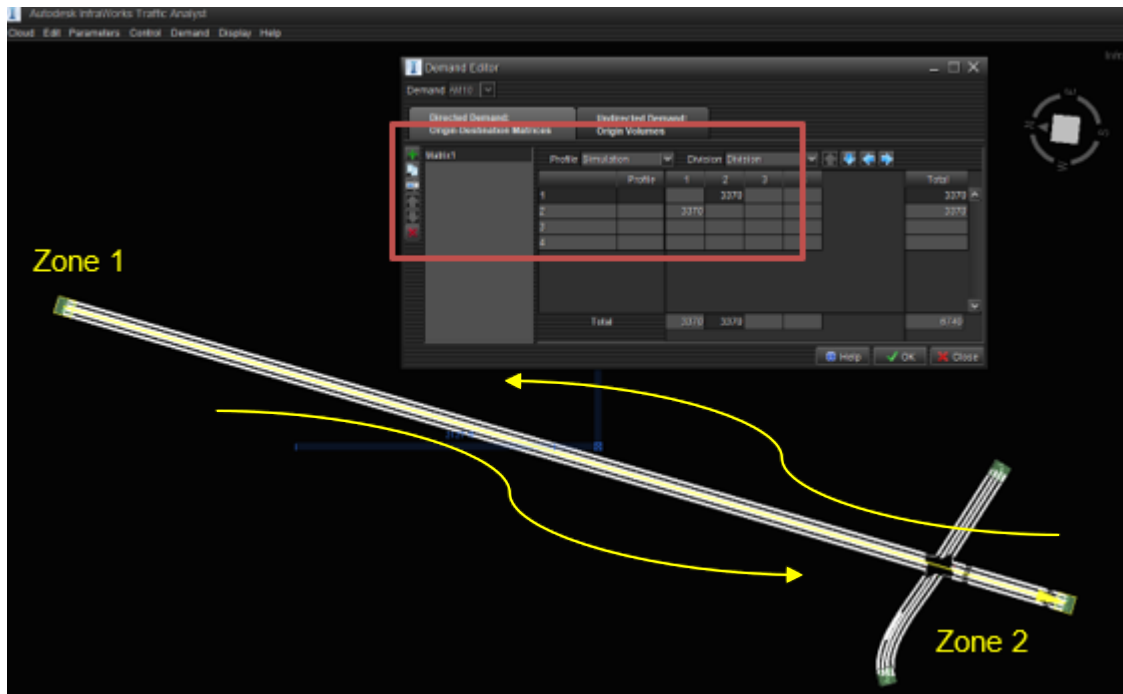 Autodesk InfraWorks Traffic Analyst
Cloud Edit Parameters Control Demand Display Help
Demand Editor
Demand AM10
Directed Demand: Undirected Demand:
Origin-Destination Matrices Origin Volumes
Matrix1 Profile Simulation Division Division
Profile 1 2 3 Total
1 3370 3370
2 3370 3370
3
4
Total 3370 3370 6740
Help OK Close
Zone 1
Zone 2